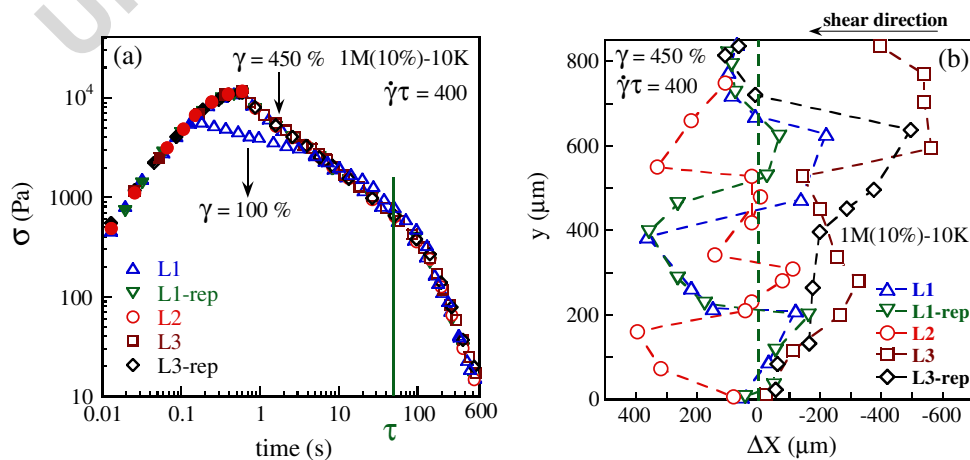 (a)
γ = 450 %
1M(10%)-10K
γ̇τ = 400
γ = 100 %
σ (Pa)
10⁴
1000
100
10
L1
L1-rep
L2
L3
L3-rep
0.01
0.1
1
10
100
600
τ
time (s)
shear direction
(b)
γ = 450 %
γ̇τ = 400
y (μm)
800
600
400
200
0
1M(10%)-10K
L1
L1-rep
L2
L3
L3-rep
400
200
0
-200
-400
-600
ΔX (μm)